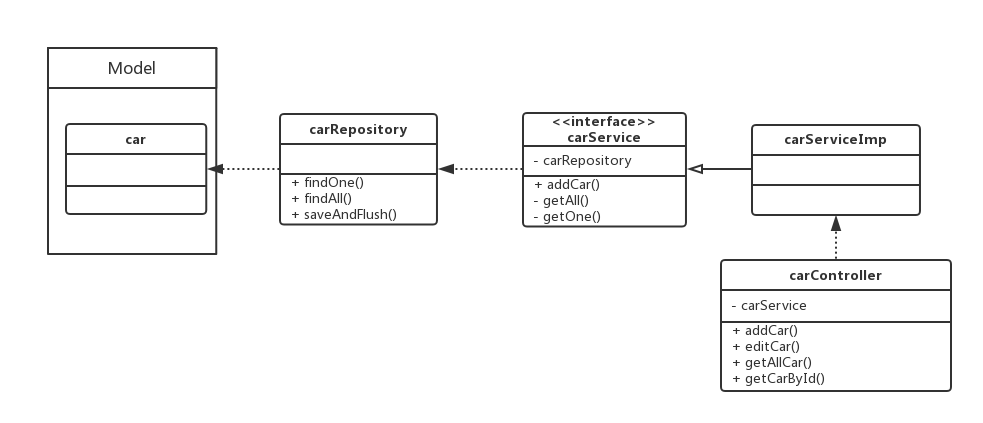 Model
car
carRepository
+ findOne()
+ findAll()
+ saveAndFlush()
<<interface>>
carService
- carRepository
+ addCar()
- getAll()
- getOne()
carServiceImp
carController
- carService
+ addCar()
+ editCar()
+ getAllCar()
+ getCarById()